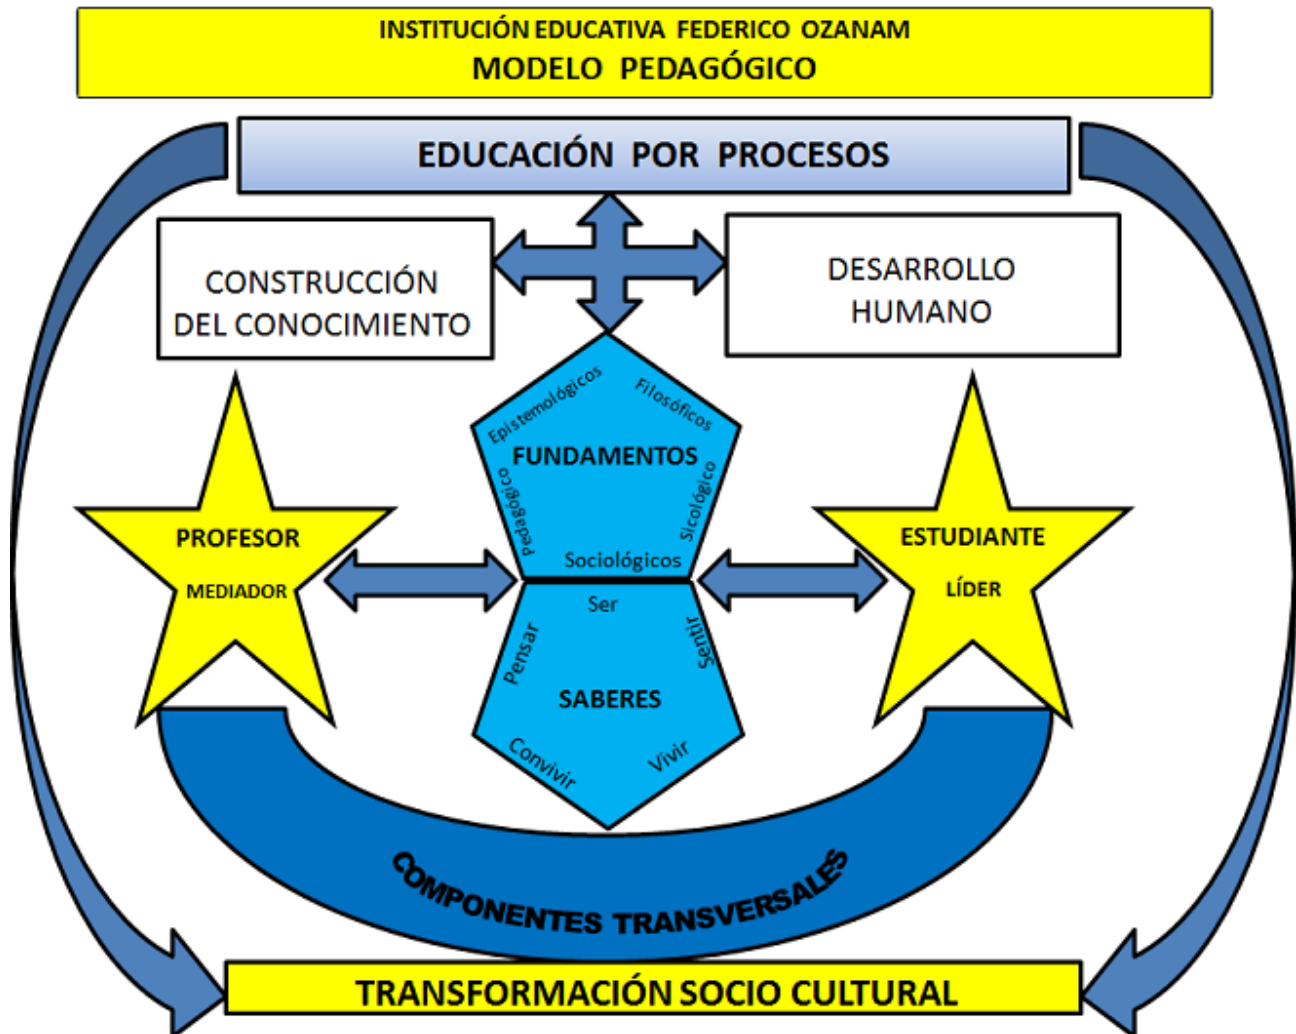 INSTITUCIÓN EDUCATIVA FEDERICO OZANAM
MODELO PEDAGÓGICO
EDUCACIÓN POR PROCESOS
CONSTRUCCIÓN
DEL CONOCIMIENTO
DESARROLLO
HUMANO
Epistemológicos
Filosóficos
FUNDAMENTOS
Pedagógico
Sicológico
Sociológicos
PROFESOR
MEDIADOR
ESTUDIANTE
LÍDER
Ser
Pensar
Sentir
SABERES
Convivir
Vivir
COMPONENTES TRANSVERSALES
TRANSFORMACIÓN SOCIO CULTURAL